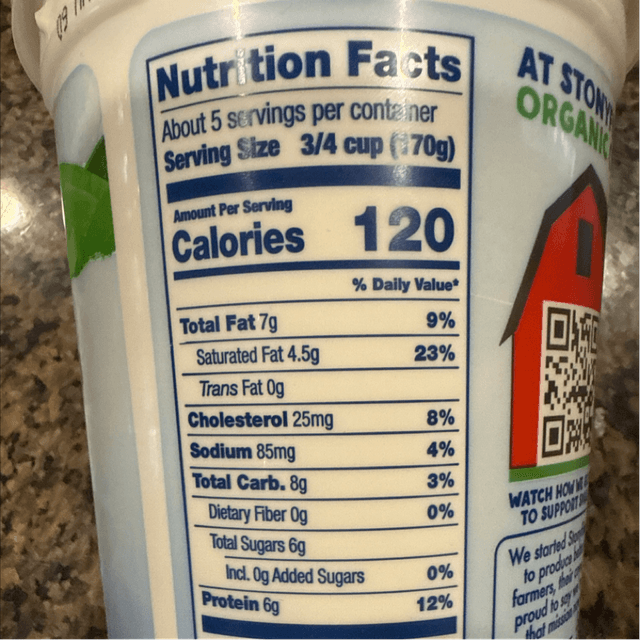 Nutrition Facts
About 5 servings per container
Serving Size 3/4 cup (170g)
Amount Per Serving
Calories 120
% Daily Value*
Total Fat 7g 9%
Saturated Fat 4.5g 23%
Trans Fat 0g
Cholesterol 25mg 8%
Sodium 85mg 4%
Total Carb. 8g 3%
Dietary Fiber 0g 0%
Total Sugars 6g
Incl. 0g Added Sugars 0%
Protein 6g 12%
AT STONY
ORGANIC
WATCH HOW WE
TO SUPPORT
We started
to produce
farmers, their
proud to say
that mission